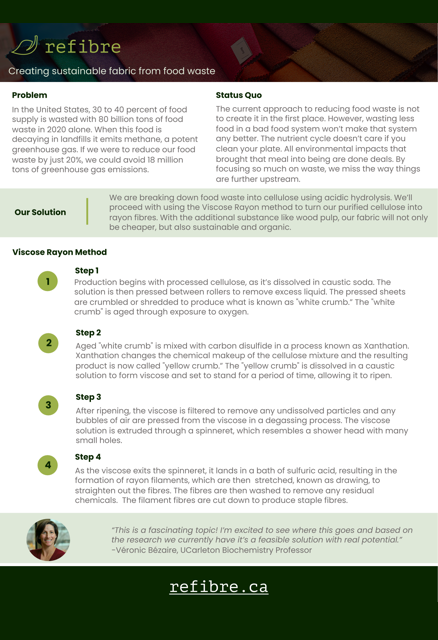 refibre
Creating sustainable fabric from food waste
Problem
In the United States, 30 to 40 percent of food
supply is wasted with 80 billion tons of food
waste in 2020 alone. When this food is
decaying in landfills it emits methane, a potent
greenhouse gas. If we were to reduce our food
waste by just 20%, we could avoid 18 million
tons of greenhouse gas emissions.
Status Quo
The current approach to reducing food waste is not
to create it in the first place. However, wasting less
food in a bad food system won't make that system
any better. The nutrient cycle doesn't care if you
clean your plate. All environmental impacts that
brought that meal into being are done deals. By
focusing so much on waste, we miss the way things
are further upstream.
Our Solution
We are breaking down food waste into cellulose using acidic hydrolysis. We'll
proceed with using the Viscose Rayon method to turn our purified cellulose into
rayon fibres. With the additional substance like wood pulp, our fabric will not only
be cheaper, but also sustainable and organic.
Viscose Rayon Method
1
Step 1
Production begins with processed cellulose, as it's dissolved in caustic soda. The
solution is then pressed between rollers to remove excess liquid. The pressed sheets
are crumbled or shredded to produce what is known as "white crumb." The "white
crumb" is aged through exposure to oxygen.
2
Step 2
Aged "white crumb" is mixed with carbon disulfide in a process known as Xanthation.
Xanthation changes the chemical makeup of the cellulose mixture and the resulting
product is now called "yellow crumb." The "yellow crumb" is dissolved in a caustic
solution to form viscose and set to stand for a period of time, allowing it to ripen.
3
Step 3
After ripening, the viscose is filtered to remove any undissolved particles and any
bubbles of air are pressed from the viscose in a degassing process. The viscose
solution is extruded through a spinneret, which resembles a shower head with many
small holes.
4
Step 4
As the viscose exits the spinneret, it lands in a bath of sulfuric acid, resulting in the
formation of rayon filaments, which are then stretched, known as drawing, to
straighten out the fibres. The fibres are then washed to remove any residual
chemicals. The filament fibres are cut down to produce staple fibres.
"This is a fascinating topic! I'm excited to see where this goes and based on
the research we currently have it's a feasible solution with real potential."
-Véronic Bézaire, UCarleton Biochemistry Professor
refibre.ca